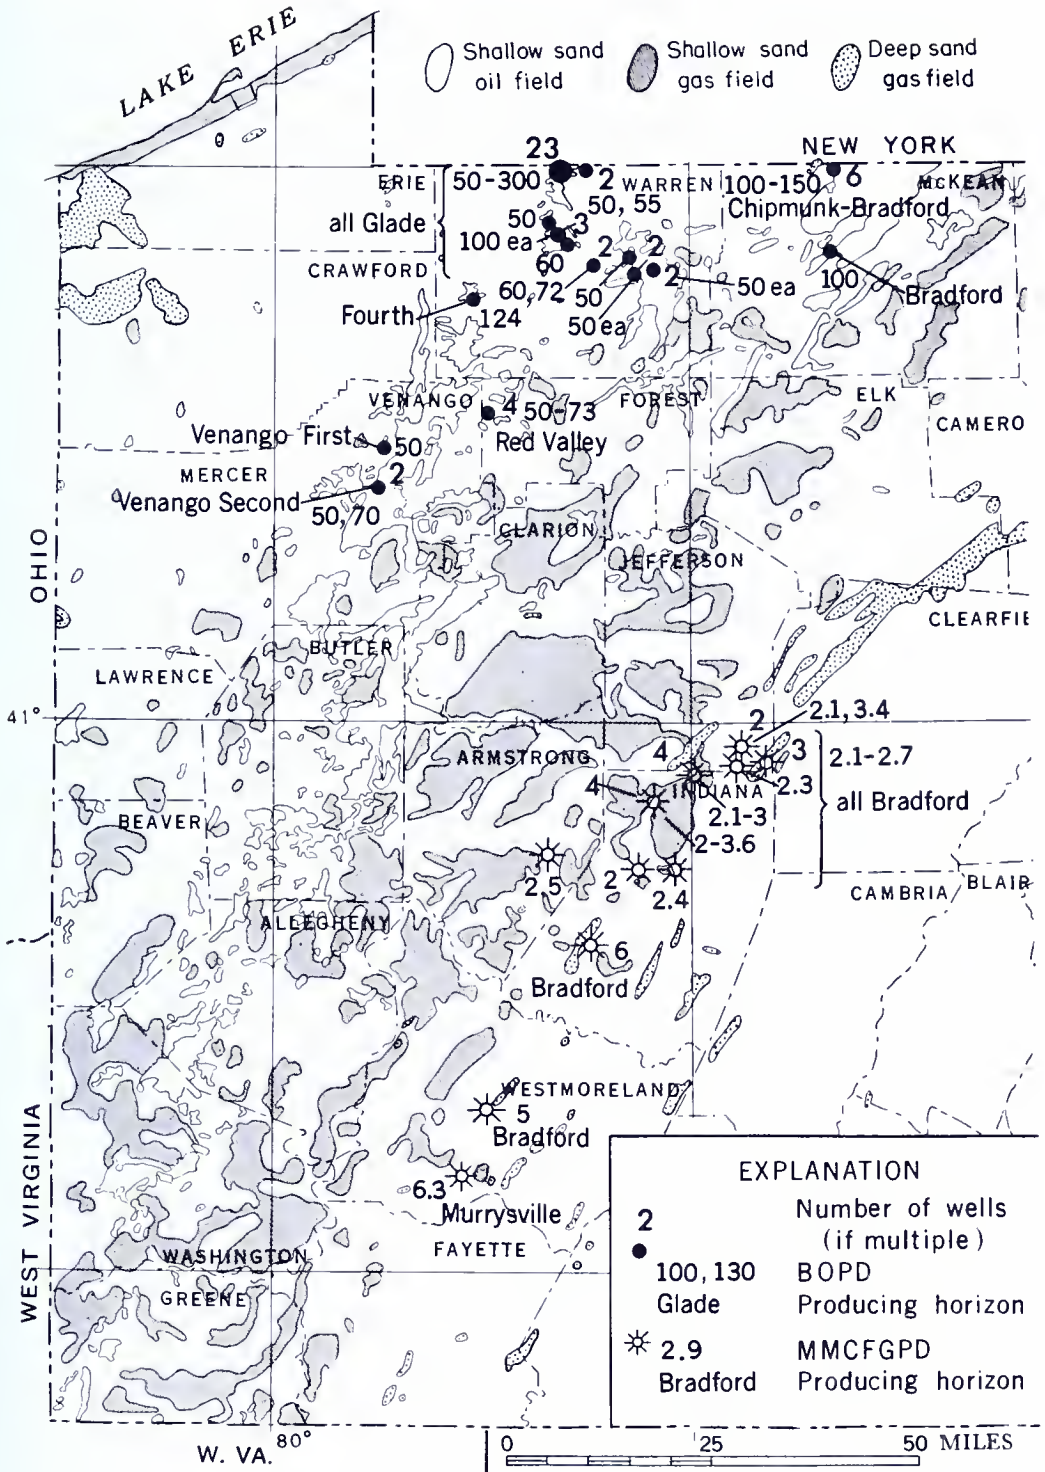 LAKE ERIE
Shallow sand
oil field
Shallow sand
gas field
Deep sand
gas field
NEW YORK
23
ERIE
50-300
2
WARREN
100-150
6
McKEAN
50, 55
Chipmunk-Bradford
all Glade
50
3
100 ea
2
2
CRAWFORD
60
2
50 ea
100
Bradford
60,72
50
Fourth
124
50 ea
VENANGO
4
50-73
FOREST
ELK
Red Valley
CAMERO
Venango First
50
MERCER
2
Venango Second
50,70
CLARION
OHIO
JEFFERSON
CLEARFIE
BUTLER
LAWRENCE
41°
2
2.1, 3.4
ARMSTRONG
4
3
2.1-2.7
4
INDIANA
2.3
all Bradford
BEAVER
2.1-3
2-3.6
2.5
2
2.4
CAMBRIA
BLAIR
ALLEGHENY
6
Bradford
WESTMORELAND
5
Bradford
WEST VIRGINIA
6.3
Murrysville
FAYETTE
WASHINGTON
GREENE
EXPLANATION
2
Number of wells
(if multiple)
100, 130 BOPD
Glade Producing horizon
2.9 MMCFGPD
Bradford Producing horizon
80°
W. VA.
0 25 50 MILES